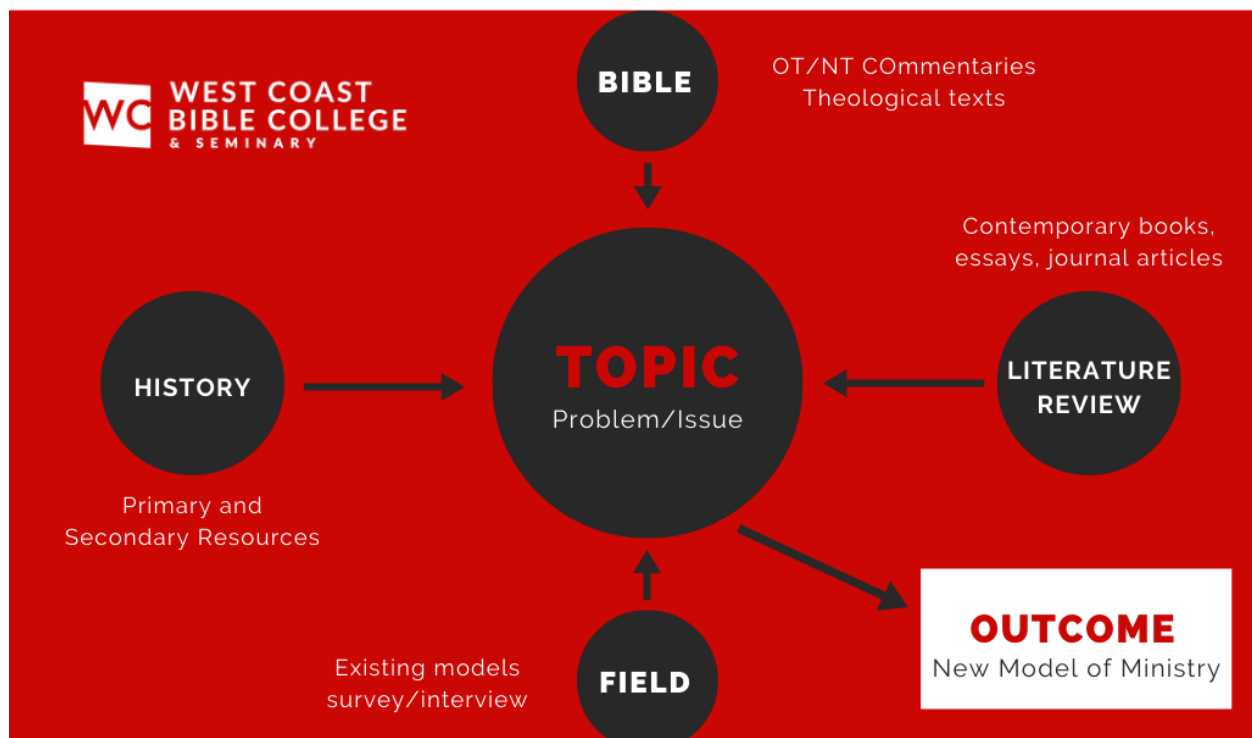 WC
WEST COAST
BIBLE COLLEGE
& SEMINARY
BIBLE
OT/NT COmmentaries
Theological texts
Contemporary books,
essays, journal articles
HISTORY
TOPIC
Problem/Issue
LITERATURE
REVIEW
Primary and
Secondary Resources
Existing models
survey/interview
FIELD
OUTCOME
New Model of Ministry